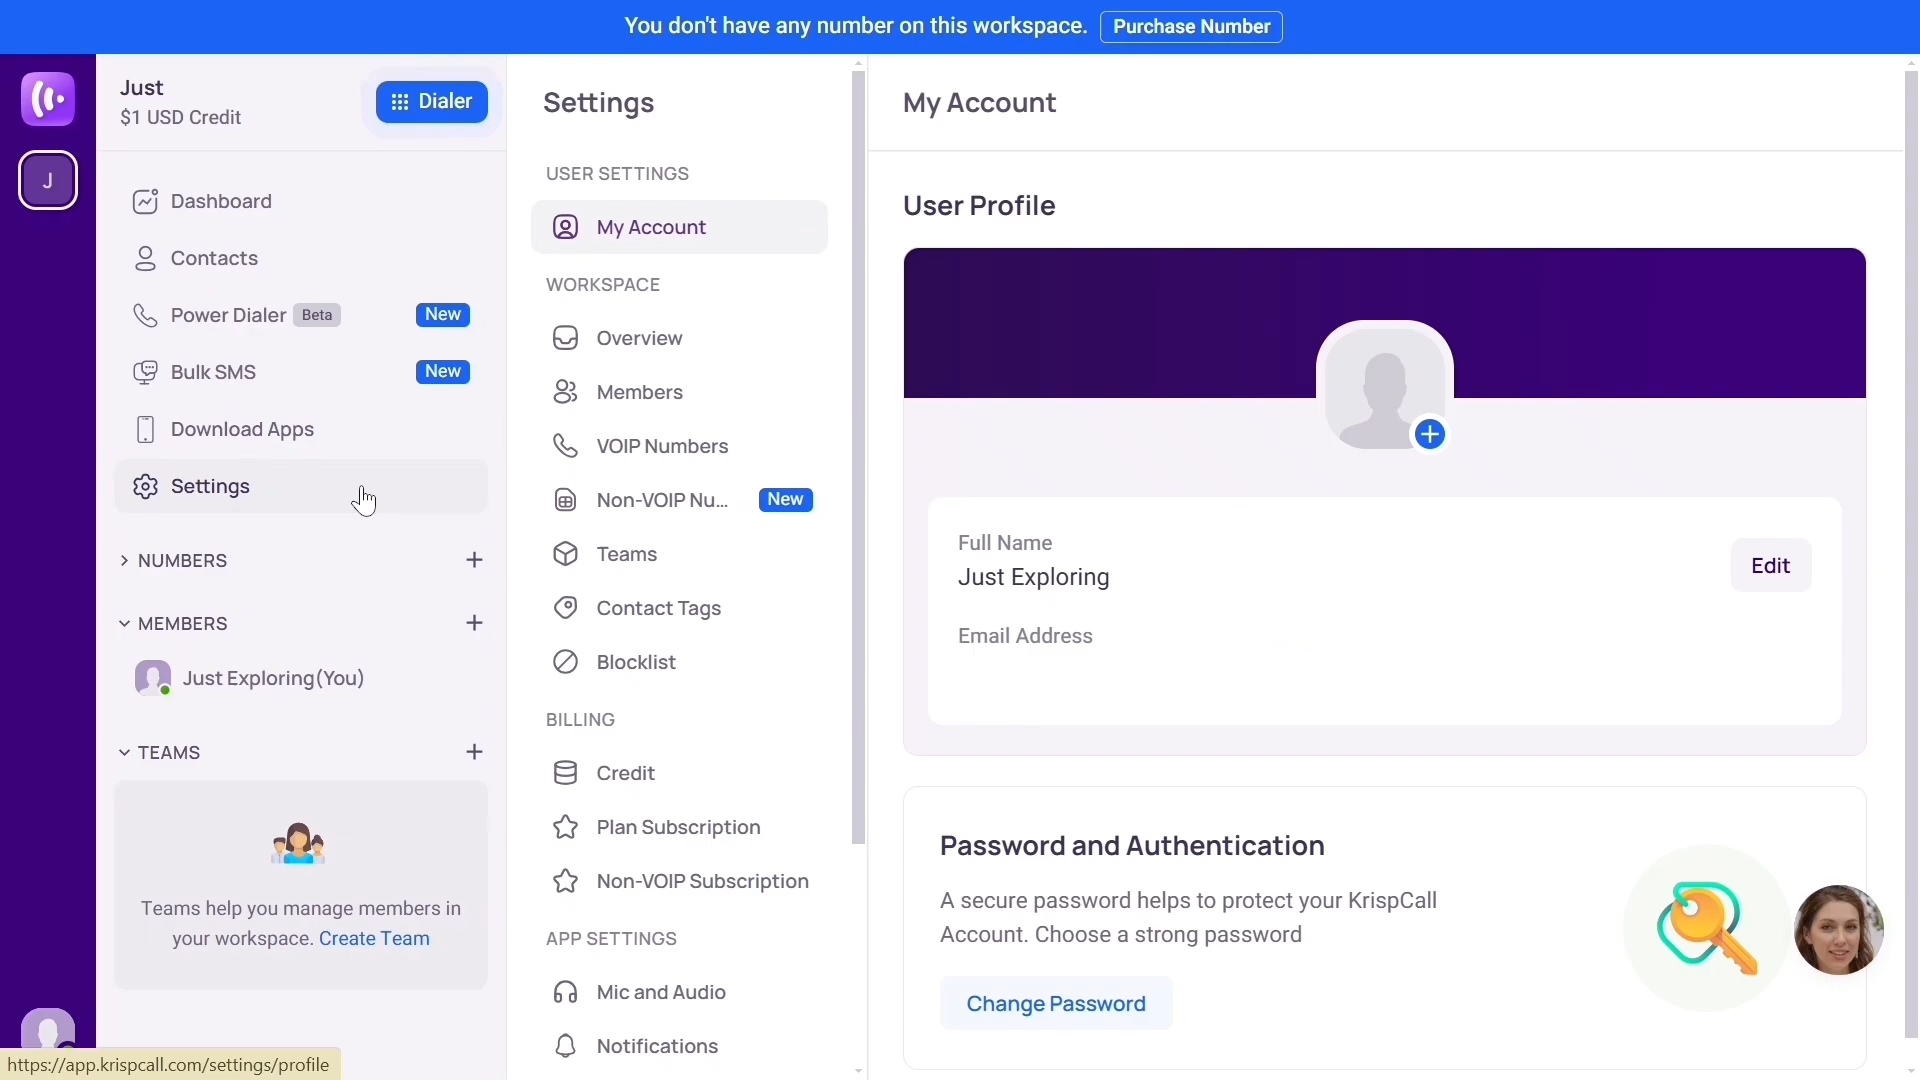 You don't have any number on this workspace. Purchase Number
J
Just
$1 USD Credit
Dialer
Dashboard
Contacts
Power Dialer Beta New
Bulk SMS New
Download Apps
Settings
NUMBERS
MEMBERS
Just Exploring(You)
TEAMS
Teams help you manage members in
your workspace. Create Team
Settings
USER SETTINGS
My Account
WORKSPACE
Overview
Members
VOIP Numbers
Non-VOIP Nu... New
Teams
Contact Tags
Blocklist
BILLING
Credit
Plan Subscription
Non-VOIP Subscription
APP SETTINGS
Mic and Audio
Notifications
My Account
User Profile
Full Name
Just Exploring
Edit
Email Address
Password and Authentication
A secure password helps to protect your KrispCall
Account. Choose a strong password
Change Password
https://app.krispcall.com/settings/profile